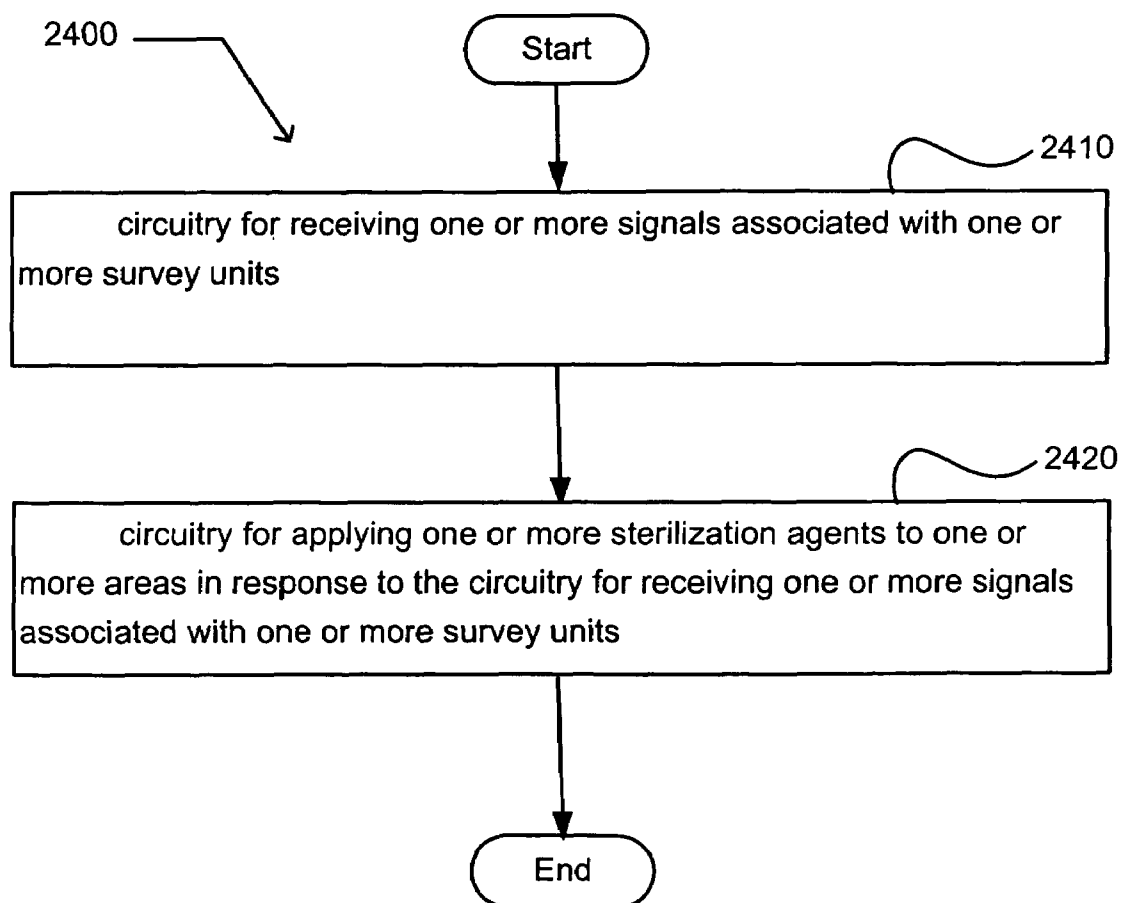 2400
Start
2410
circuitry for receiving one or more signals associated with one or
more survey units
2420
circuitry for applying one or more sterilization agents to one or
more areas in response to the circuitry for receiving one or more signals
associated with one or more survey units
End